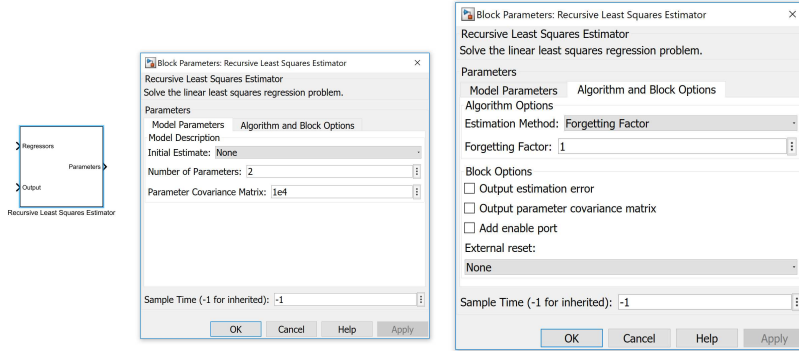 Regressors
Parameters
Output
Recursive Least Squares Estimator
Block Parameters: Recursive Least Squares Estimator
Recursive Least Squares Estimator
Solve the linear least squares regression problem.
Parameters
Model Parameters Algorithm and Block Options
Model Description
Initial Estimate: None
Number of Parameters: 2
Parameter Covariance Matrix: 1e4
Sample Time (-1 for inherited): -1
OK Cancel Help Apply
Block Parameters: Recursive Least Squares Estimator
Recursive Least Squares Estimator
Solve the linear least squares regression problem.
Parameters
Model Parameters Algorithm and Block Options
Algorithm Options
Estimation Method: Forgetting Factor
Forgetting Factor: 1
Block Options
Output estimation error
Output parameter covariance matrix
Add enable port
External reset:
None
Sample Time (-1 for inherited): -1
OK Cancel Help Apply